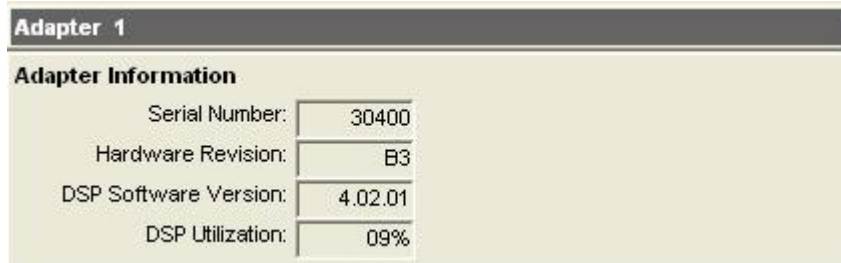 Adapter 1
Adapter Information
Serial Number: 30400
Hardware Revision: B3
DSP Software Version: 4.02.01
DSP Utilization: 09%